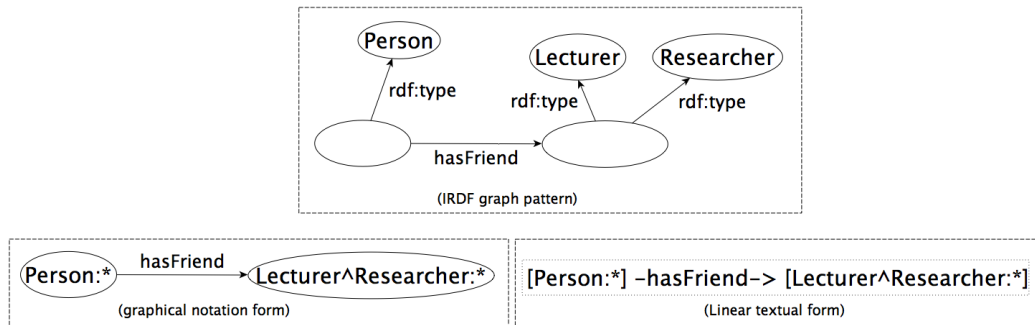 Person
Lecturer
Researcher
rdf:type
rdf:type
rdf:type
hasFriend
(IRDF graph pattern)
Person:*
hasFriend
Lecturer^Researcher:*
(graphical notation form)
[Person:*] –hasFriend–> [Lecturer^Researcher:*]
(Linear textual form)